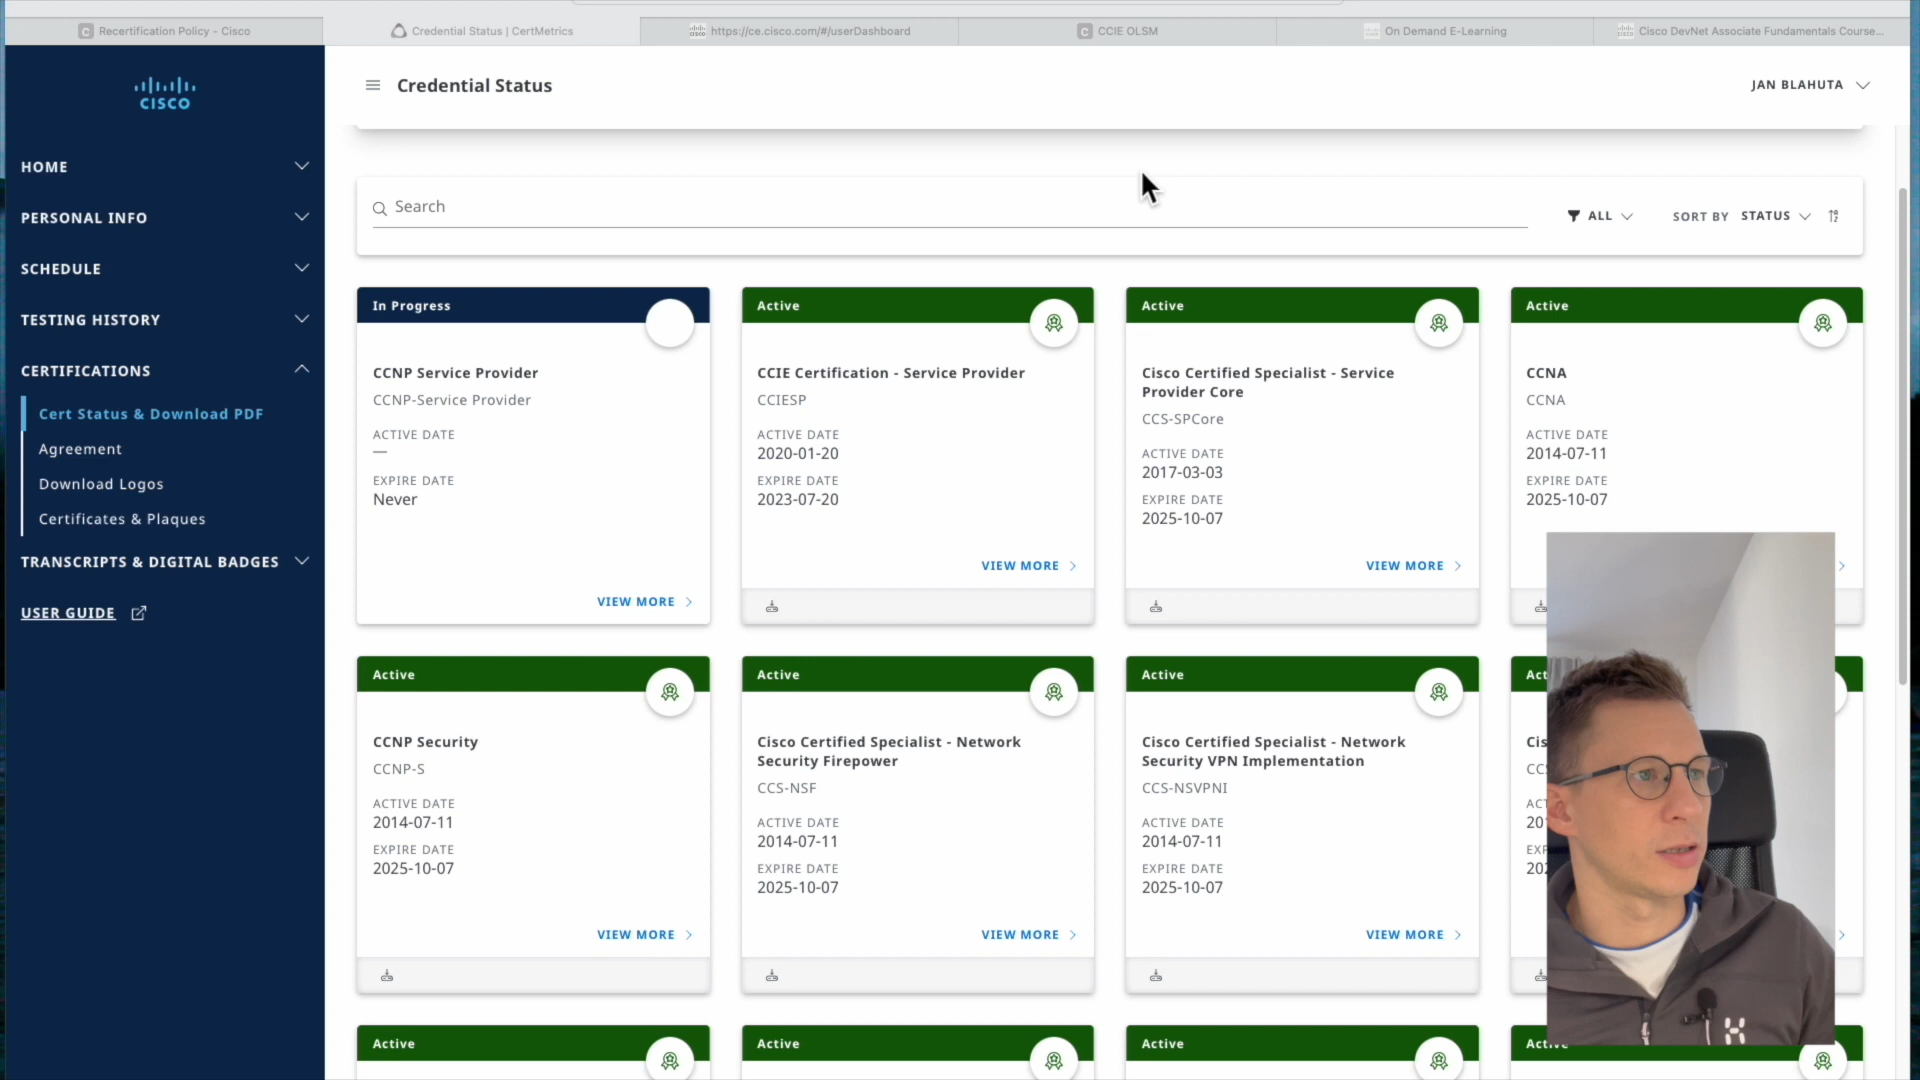 Recertification Policy - Cisco
Credential Status | CertMetrics
https://ce.cisco.com/#/userDashboard
CCIE OLSM
On Demand E-Learning
Cisco DevNet Associate Fundamentals Course...
CISCO
Credential Status
JAN BLAHUTA
HOME
PERSONAL INFO
SCHEDULE
TESTING HISTORY
CERTIFICATIONS
Cert Status & Download PDF
Agreement
Download Logos
Certificates & Plaques
TRANSCRIPTS & DIGITAL BADGES
USER GUIDE
Search
ALL
SORT BY STATUS
In Progress
CCNP Service Provider
CCNP-Service Provider
ACTIVE DATE
—
EXPIRE DATE
Never
VIEW MORE
Active
CCIE Certification - Service Provider
CCIESP
ACTIVE DATE
2020-01-20
EXPIRE DATE
2023-07-20
VIEW MORE
Active
Cisco Certified Specialist - Service
Provider Core
CCS-SPCore
ACTIVE DATE
2017-03-03
EXPIRE DATE
2025-10-07
VIEW MORE
Active
CCNA
CCNA
ACTIVE DATE
2014-07-11
EXPIRE DATE
2025-10-07
Active
CCNP Security
CCNP-S
ACTIVE DATE
2014-07-11
EXPIRE DATE
2025-10-07
VIEW MORE
Active
Cisco Certified Specialist - Network
Security Firepower
CCS-NSF
ACTIVE DATE
2014-07-11
EXPIRE DATE
2025-10-07
VIEW MORE
Active
Cisco Certified Specialist - Network
Security VPN Implementation
CCS-NSVPNI
ACTIVE DATE
2014-07-11
EXPIRE DATE
2025-10-07
VIEW MORE
Active
Active
Active
Active